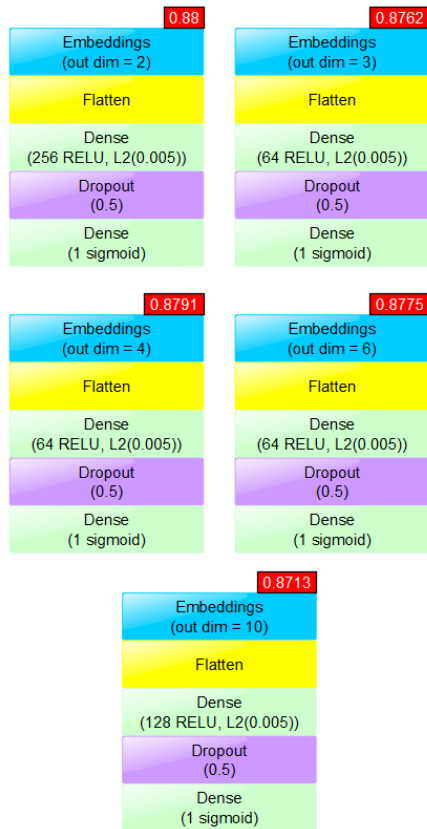 0.88
Embeddings
(out dim = 2)
Flatten
Dense
(256 RELU, L2(0.005))
Dropout
(0.5)
Dense
(1 sigmoid)
0.8762
Embeddings
(out dim = 3)
Flatten
Dense
(64 RELU, L2(0.005))
Dropout
(0.5)
Dense
(1 sigmoid)
0.8791
Embeddings
(out dim = 4)
Flatten
Dense
(64 RELU, L2(0.005))
Dropout
(0.5)
Dense
(1 sigmoid)
0.8775
Embeddings
(out dim = 6)
Flatten
Dense
(64 RELU, L2(0.005))
Dropout
(0.5)
Dense
(1 sigmoid)
0.8713
Embeddings
(out dim = 10)
Flatten
Dense
(128 RELU, L2(0.005))
Dropout
(0.5)
Dense
(1 sigmoid)